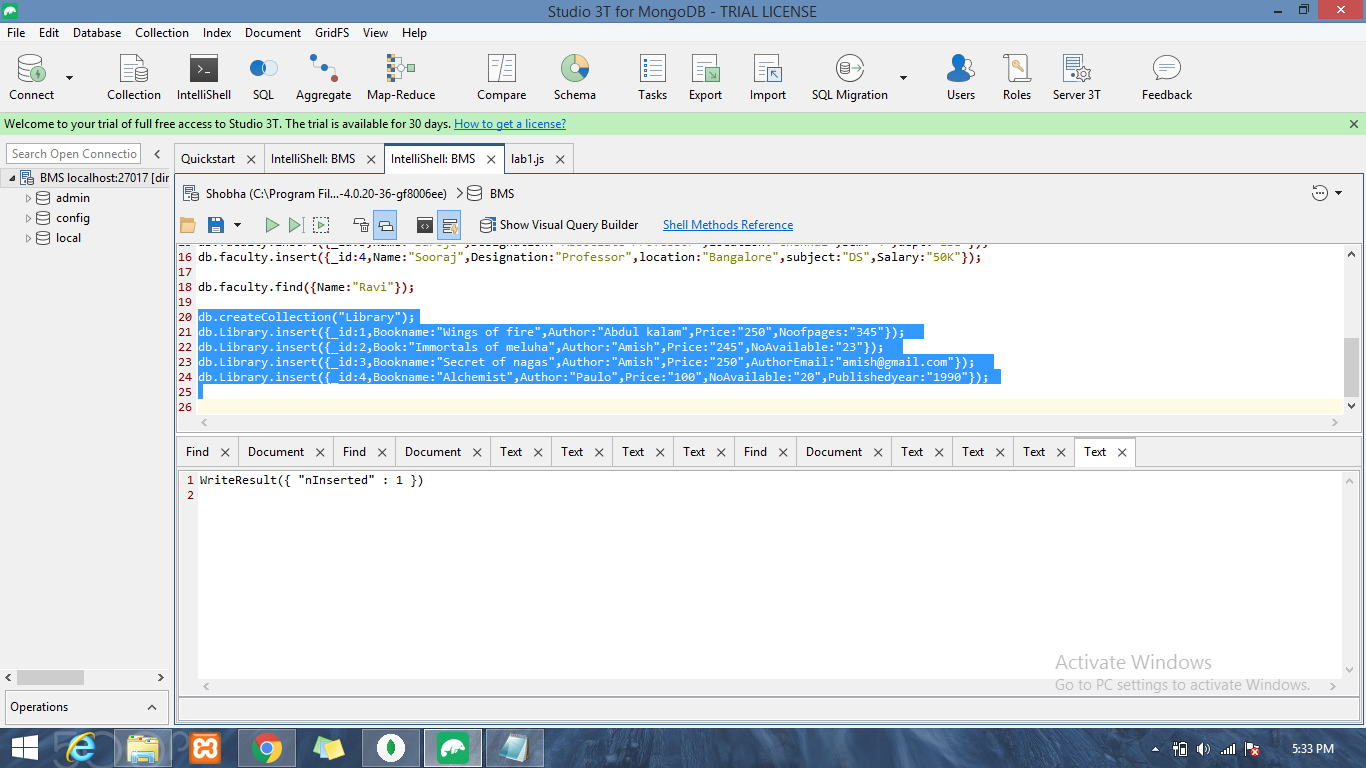 Studio 3T for MongoDB - TRIAL LICENSE
File Edit Database Collection Index Document GridFS View Help
Connect Collection IntelliShell SQL Aggregate Map-Reduce Compare Schema Tasks Export Import SQL Migration Users Roles Server 3T Feedback
Welcome to your trial of full free access to Studio 3T. The trial is available for 30 days. How to get a license?
Search Open Connectio
Quickstart IntelliShell: BMS IntelliShell: BMS lab1.js
BMS localhost:27017 [dir
admin
config
local
Shobha (C:\Program Fil...-4.0.20-36-gf8006ee) BMS
Show Visual Query Builder Shell Methods Reference
16 db.faculty.insert({_id:4,Name:"Sooraj",Designation:"Professor",location:"Bangalore",subject:"DS",Salary:"50K"});
17
18 db.faculty.find({Name:"Ravi"});
19
20 db.createCollection("Library");
21 db.Library.insert({_id:1,Bookname:"Wings of fire",Author:"Abdul kalam",Price:"250",Noofpages:"345"});
22 db.Library.insert({_id:2,Book:"Immortals of meluha",Author:"Amish",Price:"245",NoAvailable:"23"});
23 db.Library.insert({_id:3,Bookname:"Secret of nagas",Author:"Amish",Price:"250",AuthorEmail:"amish@gmail.com"});
24 db.Library.insert({_id:4,Bookname:"Alchemist",Author:"Paulo",Price:"100",NoAvailable:"20",Publishedyear:"1990"});
25
26
Find Document Find Document Text Text Text Text Find Document Text Text Text Text
1 WriteResult({ "nInserted" : 1 })
2
Activate Windows
Go to PC settings to activate Windows.
Operations
5:33 PM